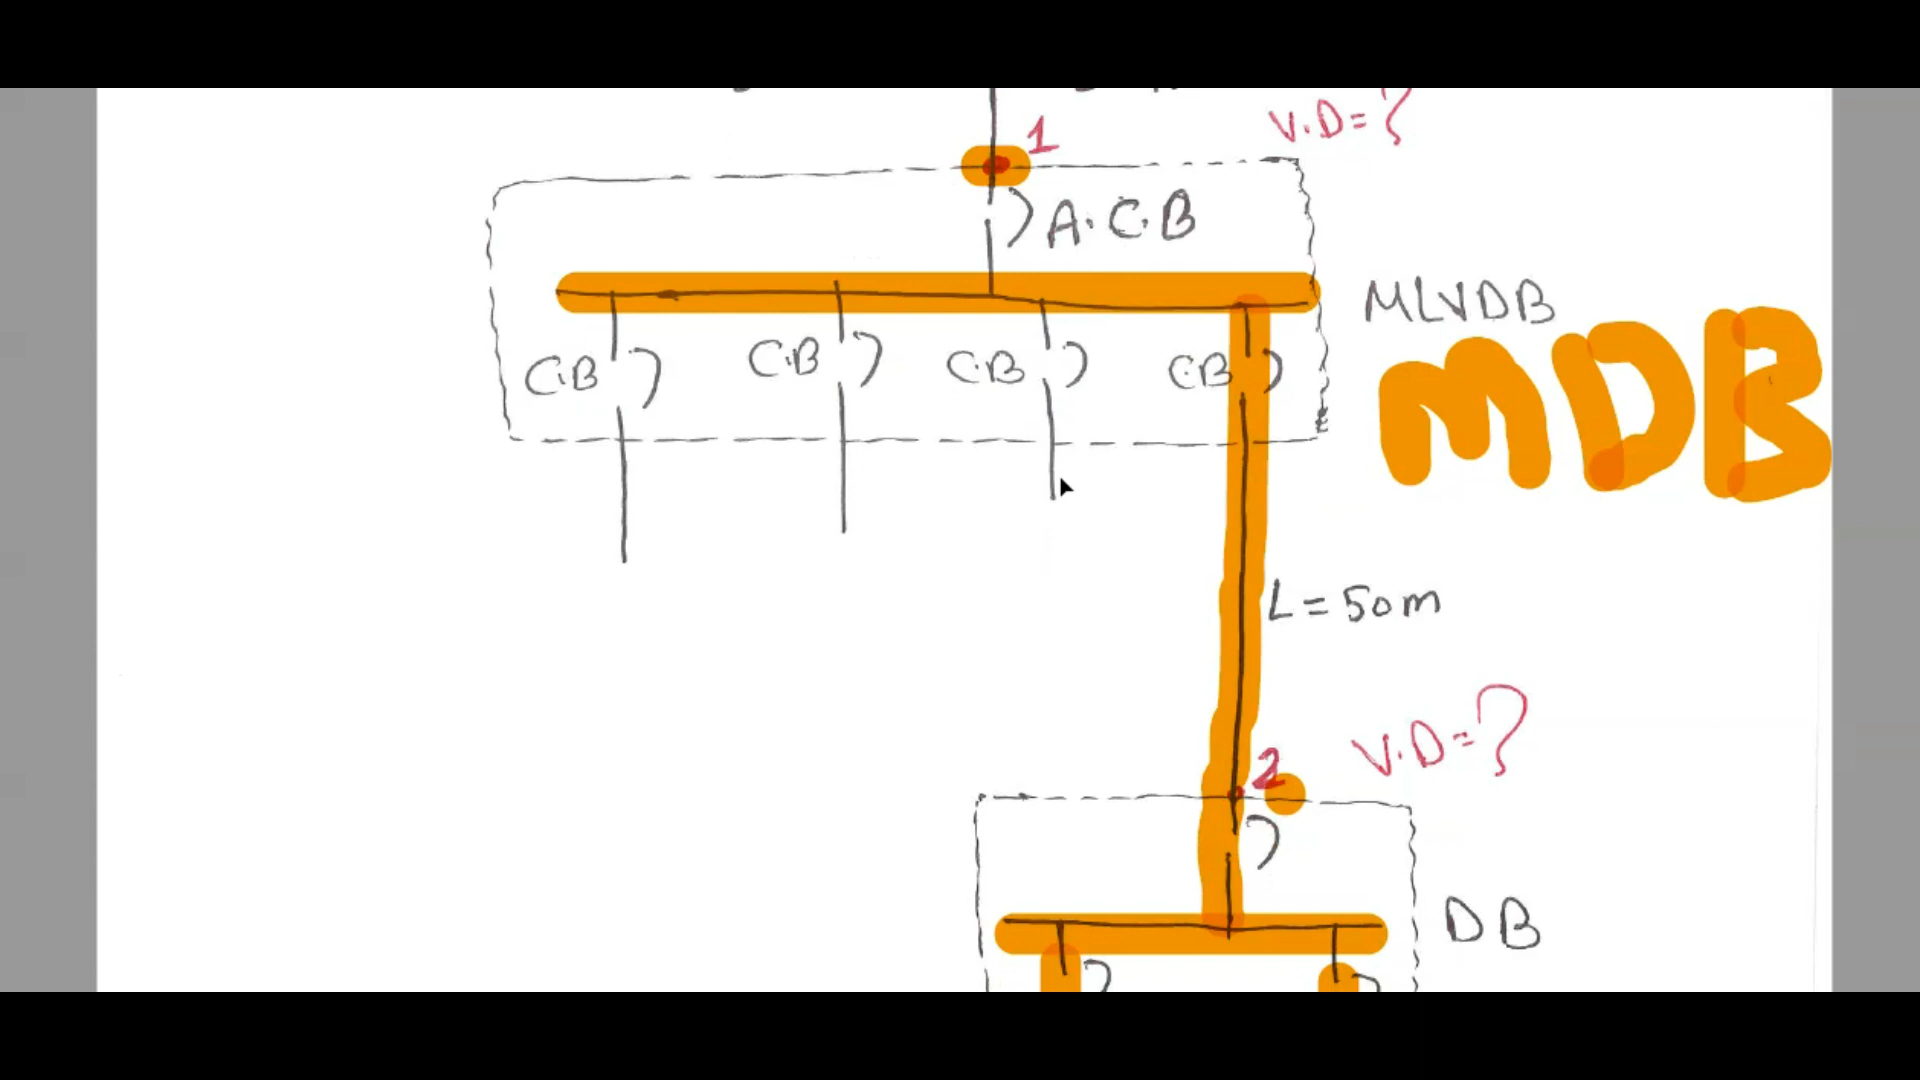 1
V.D=?
A.C.B
MLVDB
MDB
C.B C.B C.B C.B
L=50m
2
V.D=?
DB